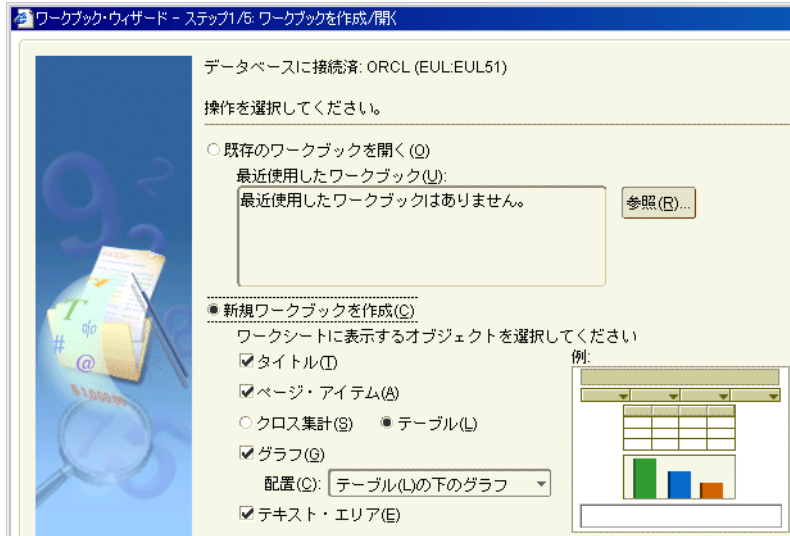 ワークブック・ウィザード - ステップ1/5: ワークブックを作成/開く
データベースに接続済: ORCL (EUL:EUL51)
操作を選択してください。
既存のワークブックを開く(O)
最近使用したワークブック(U):
最近使用したワークブックはありません。
参照(R)...
新規ワークブックを作成(C)
ワークシートに表示するオブジェクトを選択してください
タイトル(T)
例:
ページ・アイテム(A)
クロス集計(S) テーブル(L)
グラフ(G)
配置(C): テーブル(L)の下のグラフ
テキスト・エリア(E)
T
#
@
$1,000.00